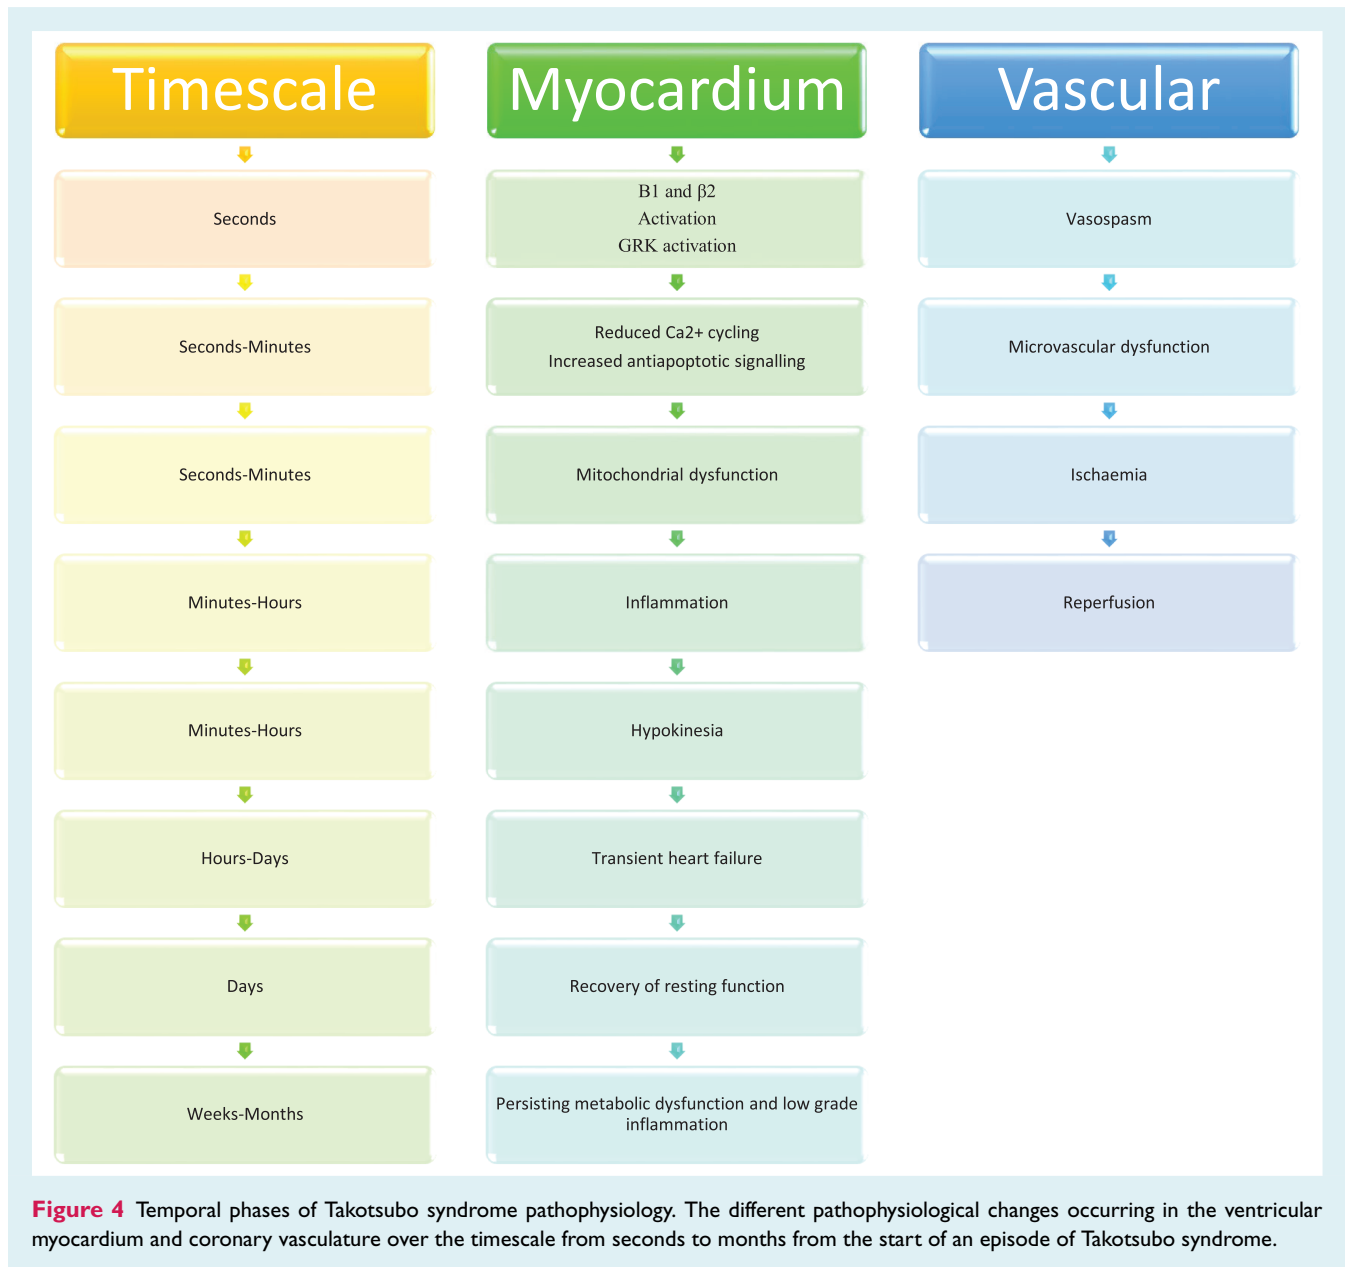 Timescale
Myocardium
Vascular
Seconds
B1 and β2
Activation
GRK activation
Vasospasm
Seconds-Minutes
Reduced Ca2+ cycling
Increased antiapoptotic signalling
Microvascular dysfunction
Seconds-Minutes
Mitochondrial dysfunction
Ischaemia
Minutes-Hours
Inflammation
Reperfusion
Minutes-Hours
Hypokinesia
Hours-Days
Transient heart failure
Days
Recovery of resting function
Weeks-Months
Persisting metabolic dysfunction and low grade
inflammation
Figure 4 Temporal phases of Takotsubo syndrome pathophysiology. The different pathophysiological changes occurring in the ventricular
myocardium and coronary vasculature over the timescale from seconds to months from the start of an episode of Takotsubo syndrome.